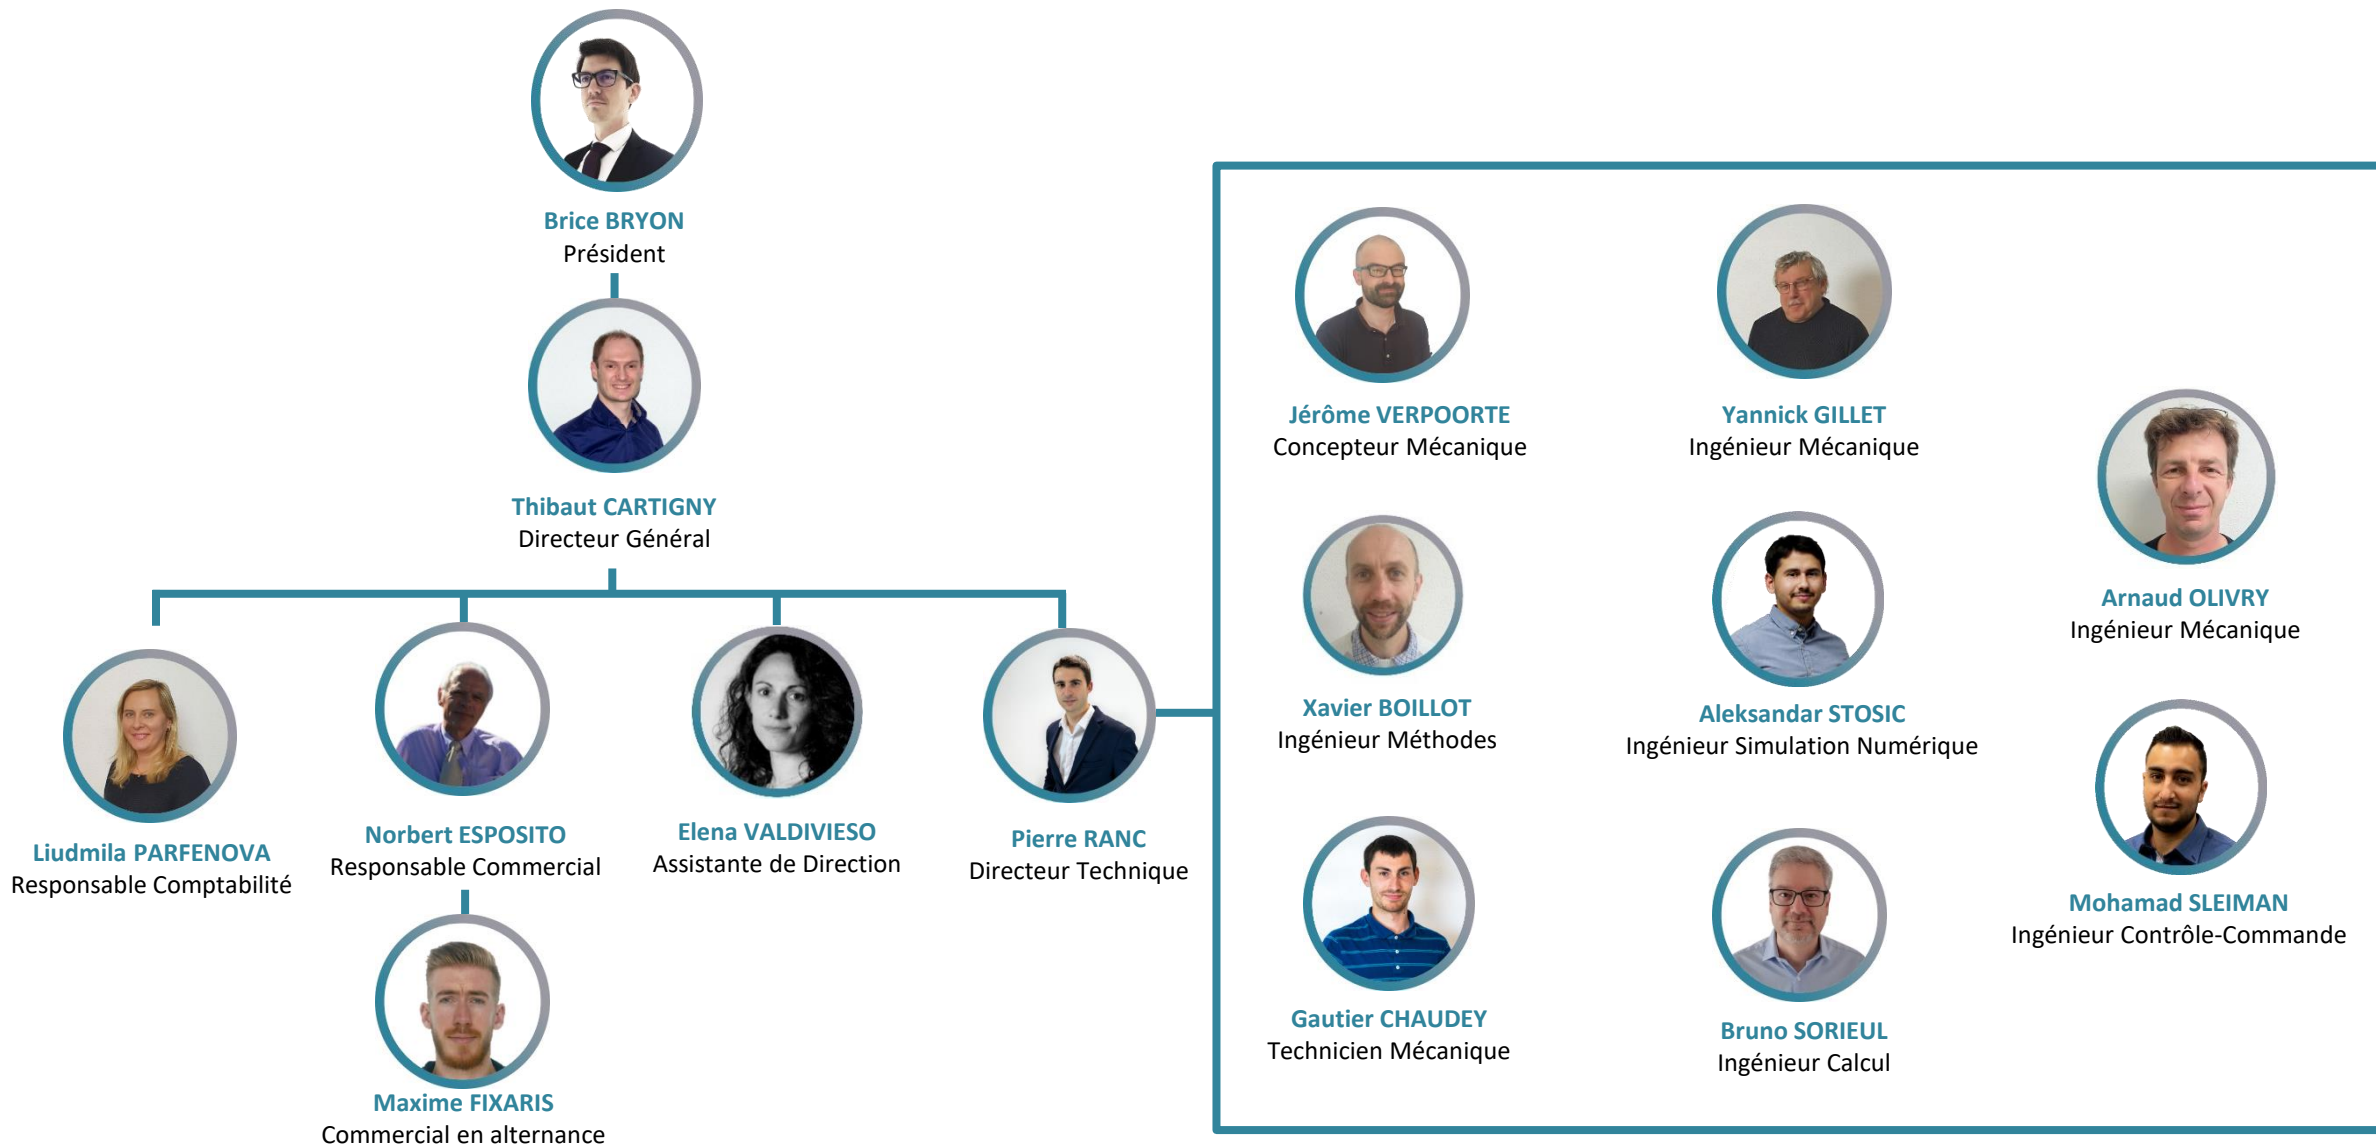 Brice BRYON
Président
Thibaut CARTIGNY
Directeur Général
Liudmila PARFENOVA
Responsable Comptabilité
Norbert ESPOSITO
Responsable Commercial
Elena VALDIVIESO
Assistante de Direction
Pierre RANC
Directeur Technique
Maxime FIXARIS
Commercial en alternance
Jérôme VERPOORTE
Concepteur Mécanique
Yannick GILLET
Ingénieur Mécanique
Arnaud OLIVRY
Ingénieur Mécanique
Xavier BOILLOT
Ingénieur Méthodes
Aleksandar STOSIC
Ingénieur Simulation Numérique
Mohamad SLEIMAN
Ingénieur Contrôle-Commande
Gautier CHAUDEY
Technicien Mécanique
Bruno SORIEUL
Ingénieur Calcul